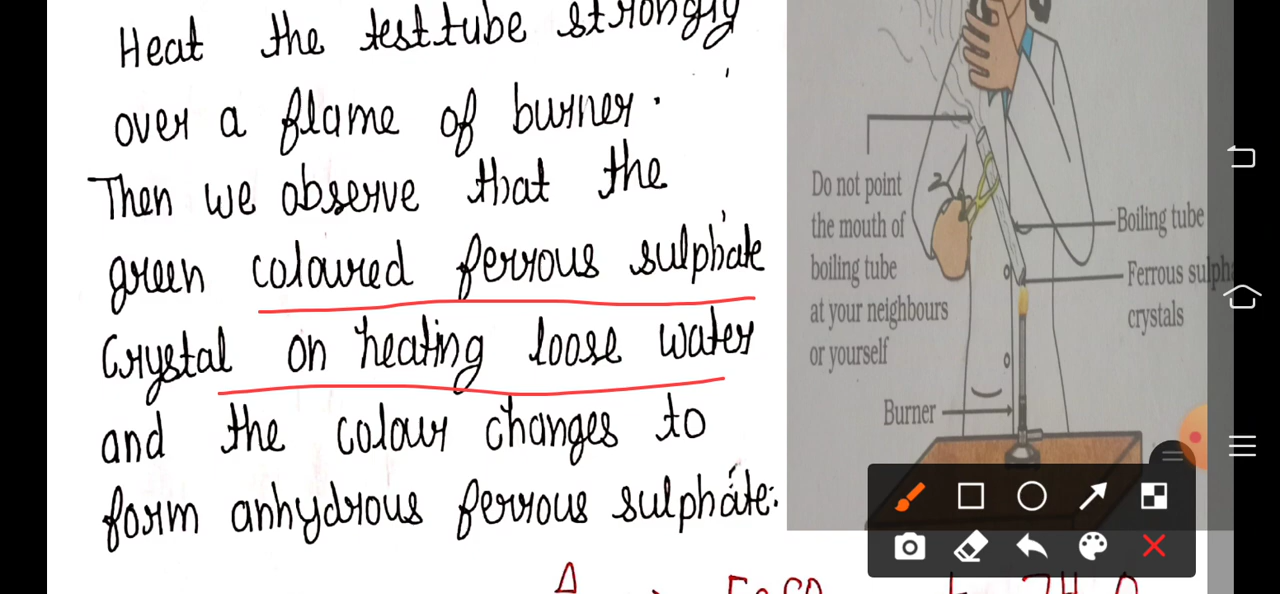 Heat the testtube strongly
over a flame of burner.
Then we observe that the
green coloured ferrous sulphate
Crystal on heating loose water
and the colour changes to
form anhydrous ferrous sulphate.
Do not point
the mouth of
boiling tube
at your neighbours
or yourself
Boiling tube
Ferrous sulph
crystals
Burner